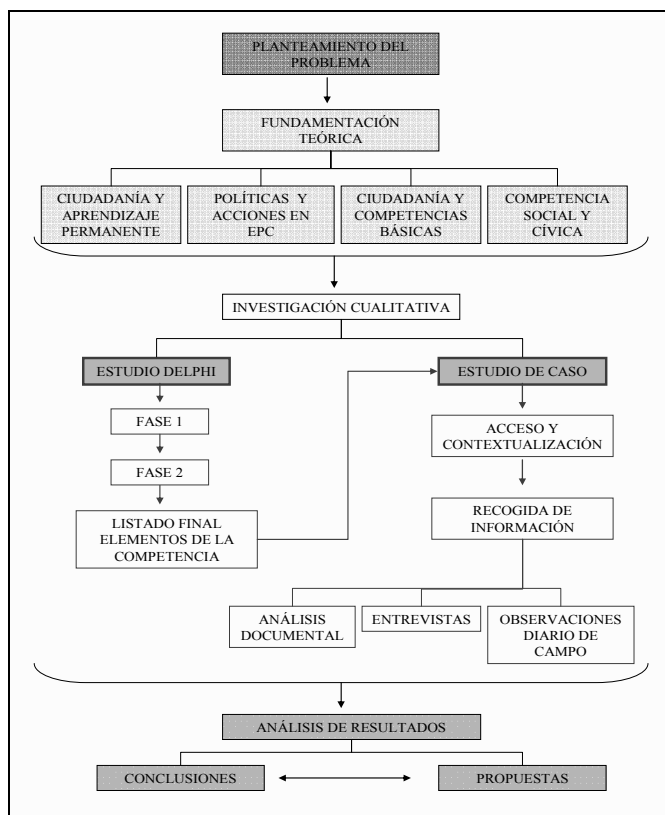 PLANTEAMIENTO DEL
PROBLEMA
FUNDAMENTACIÓN
TEÓRICA
CIUDADANÍA Y
APRENDIZAJE
PERMANENTE
POLÍTICAS Y
ACCIONES EN
EPC
CIUDADANÍA Y
COMPETENCIAS
BÁSICAS
COMPETENCIA
SOCIAL Y
CÍVICA
INVESTIGACIÓN CUALITATIVA
ESTUDIO DELPHI
FASE 1
FASE 2
LISTADO FINAL
ELEMENTOS DE LA
COMPETENCIA
ESTUDIO DE CASO
ACCESO Y
CONTEXTUALIZACIÓN
RECOGIDA DE
INFORMACIÓN
ANÁLISIS
DOCUMENTAL
ENTREVISTAS
OBSERVACIONES
DIARIO DE
CAMPO
ANÁLISIS DE RESULTADOS
CONCLUSIONES
PROPUESTAS